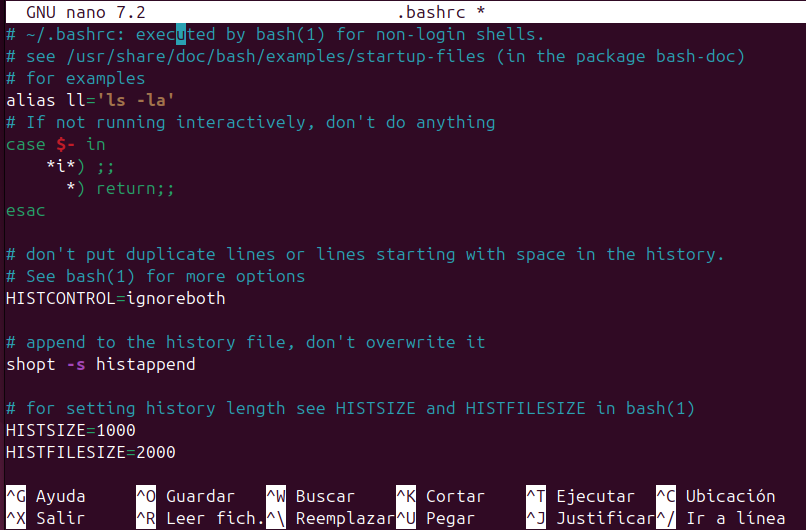 GNU nano 7.2 .bashrc *
# ~/.bashrc: executed by bash(1) for non-login shells.
# see /usr/share/doc/bash/examples/startup-files (in the package bash-doc)
# for examples
alias ll='ls -la'
# If not running interactively, don't do anything
case $- in
    *i*) ;;
      *) return;;
esac

# don't put duplicate lines or lines starting with space in the history.
# See bash(1) for more options
HISTCONTROL=ignoreboth

# append to the history file, don't overwrite it
shopt -s histappend

# for setting history length see HISTSIZE and HISTFILESIZE in bash(1)
HISTSIZE=1000
HISTFILESIZE=2000

^G Ayuda ^O Guardar ^W Buscar ^K Cortar ^T Ejecutar ^C Ubicación
^X Salir ^R Leer fich. ^\ Reemplazar ^U Pegar ^J Justificar ^/ Ir a línea